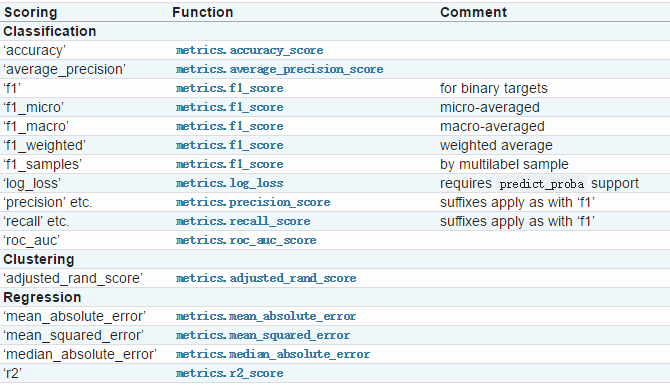 Scoring Function Comment
Classification
‘accuracy’ metrics.accuracy_score
‘average_precision’ metrics.average_precision_score
‘f1’ metrics.f1_score for binary targets
‘f1_micro’ metrics.f1_score micro-averaged
‘f1_macro’ metrics.f1_score macro-averaged
‘f1_weighted’ metrics.f1_score weighted average
‘f1_samples’ metrics.f1_score by multilabel sample
‘log_loss’ metrics.log_loss requires predict_proba support
‘precision’ etc. metrics.precision_score suffixes apply as with ‘f1’
‘recall’ etc. metrics.recall_score suffixes apply as with ‘f1’
‘roc_auc’ metrics.roc_auc_score
Clustering
‘adjusted_rand_score’ metrics.adjusted_rand_score
Regression
‘mean_absolute_error’ metrics.mean_absolute_error
‘mean_squared_error’ metrics.mean_squared_error
‘median_absolute_error’ metrics.median_absolute_error
‘r2’ metrics.r2_score